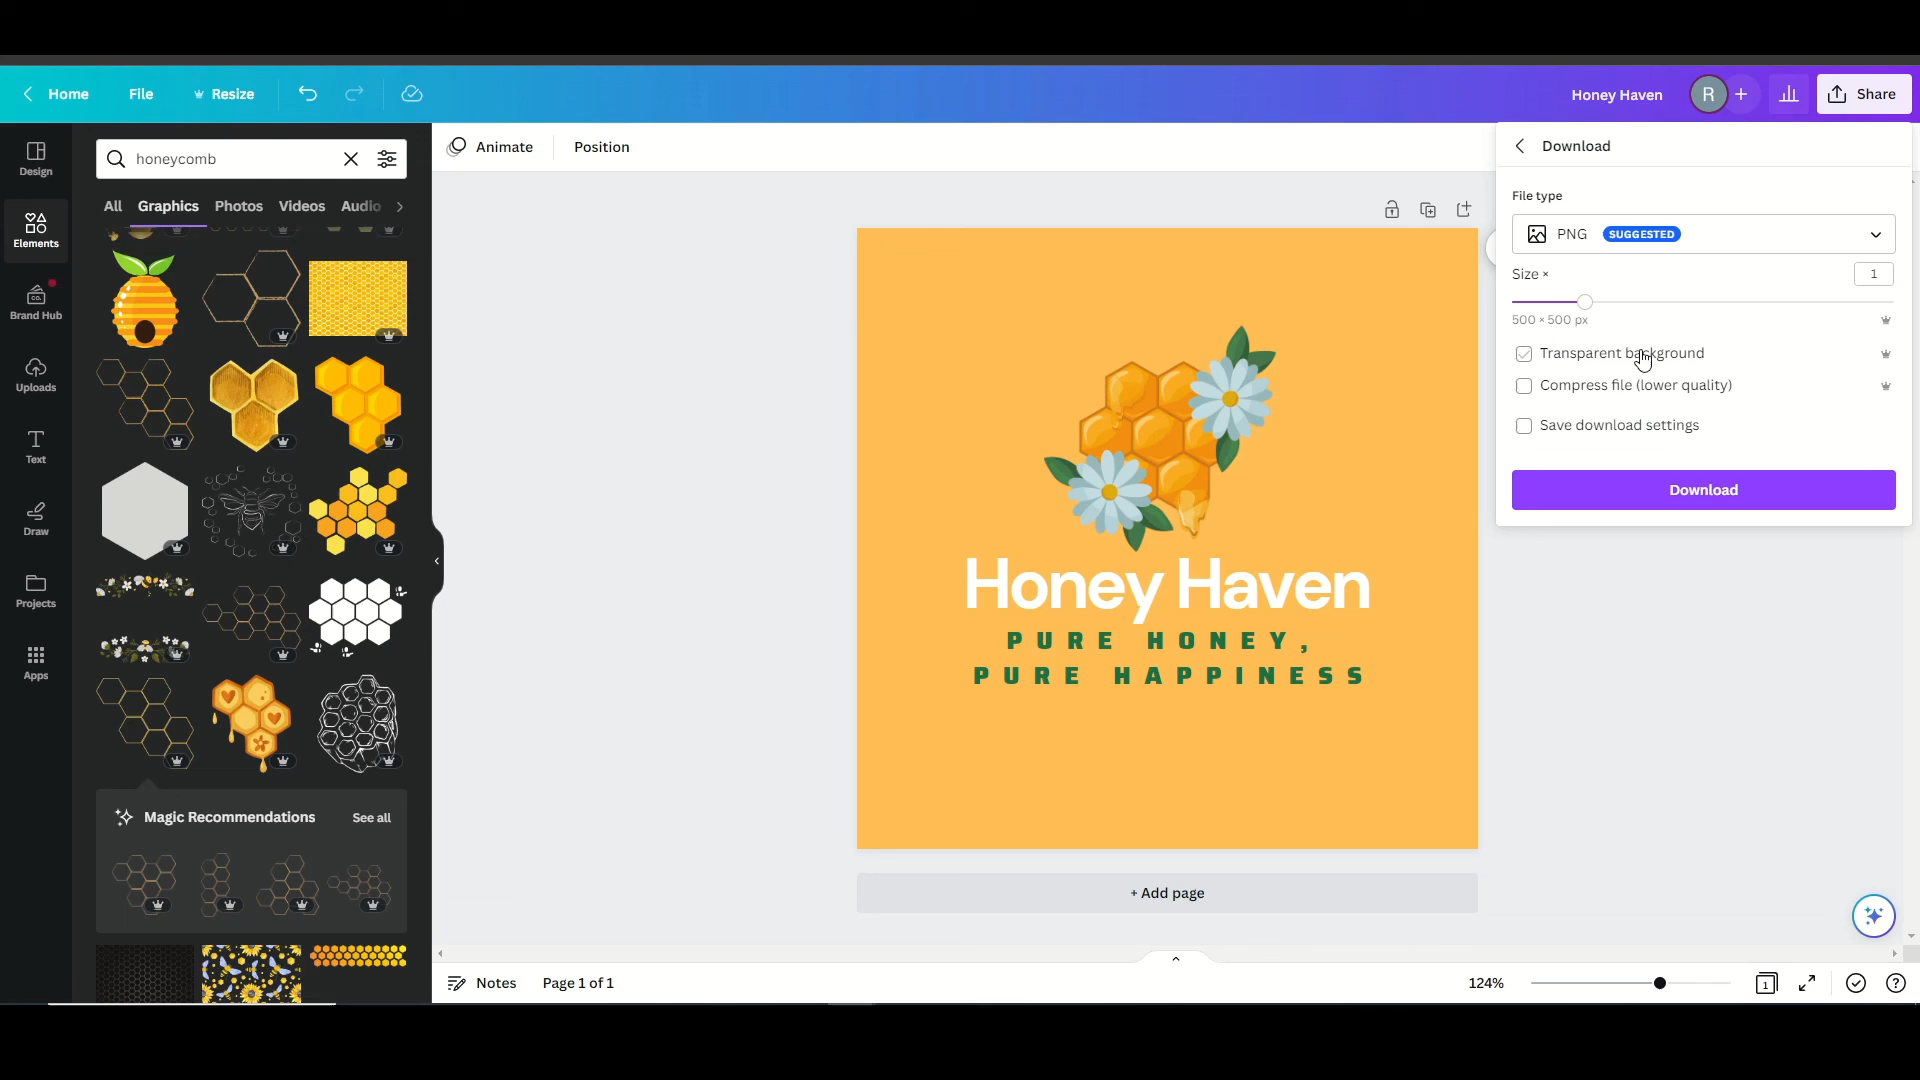 Home File Resize Honey Haven R + Share
Design
Elements
Brand Hub
CO.
Uploads
Text
Draw
Projects
Apps
honeycomb
All Graphics Photos Videos Audio
Magic Recommendations See all
Animate Position
Honey Haven
PURE HONEY,
PURE HAPPINESS
+ Add page
Download
File type
PNG SUGGESTED
Size × 1
500 × 500 px
Transparent background
Compress file (lower quality)
Save download settings
Download
Notes Page 1 of 1 124% 1 ?